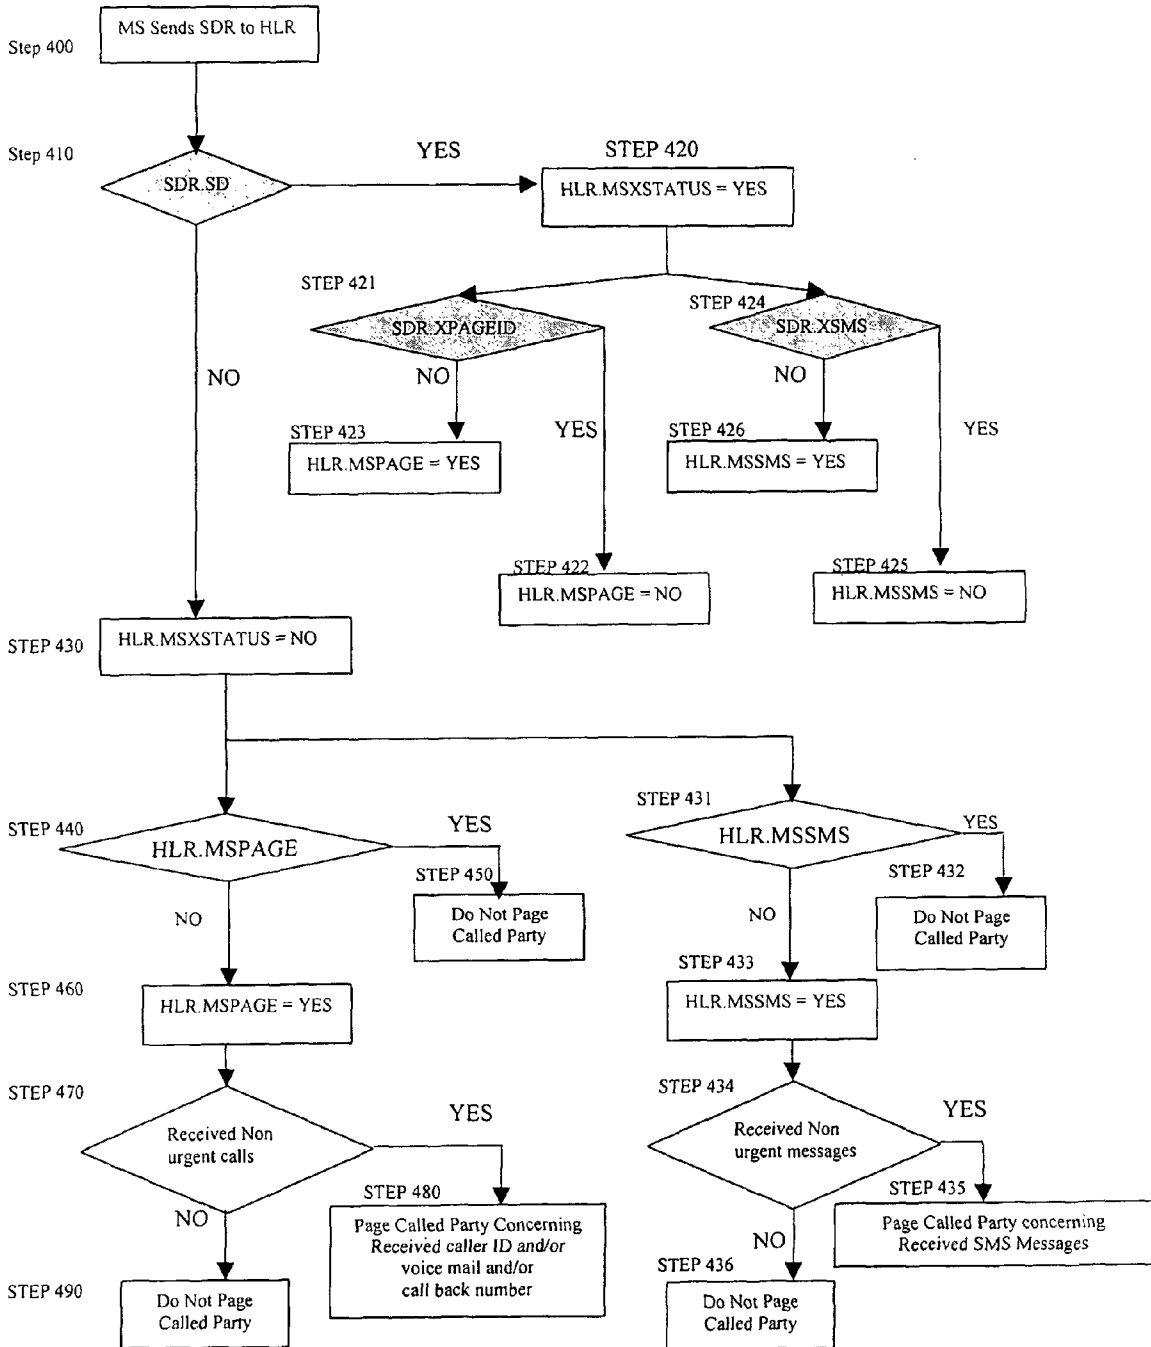 MS Sends SDR to HLR
Step 400
Step 410
SDR.SD
YES
STEP 420
HLR.MSXSTATUS = YES
STEP 421
SDR.XPAGEID
STEP 424
SDR.XSMS
NO
NO
NO
YES
YES
STEP 423
HLR.MSPAGE = YES
STEP 426
HLR.MSSMS = YES
STEP 422
HLR.MSPAGE = NO
STEP 425
HLR.MSSMS = NO
STEP 430
HLR.MSXSTATUS = NO
STEP 440
HLR.MSPAGE
YES
STEP 431
HLR.MSSMS
YES
STEP 450
Do Not Page
Called Party
STEP 432
Do Not Page
Called Party
NO
NO
STEP 460
HLR.MSPAGE = YES
STEP 433
HLR.MSSMS = YES
STEP 470
Received Non
urgent calls
YES
STEP 434
Received Non
urgent messages
YES
STEP 480
Page Called Party Concerning
Received caller ID and/or
voice mail and/or
call back number
STEP 435
Page Called Party concerning
Received SMS Messages
NO
NO
STEP 490
Do Not Page
Called Party
STEP 436
Do Not Page
Called Party